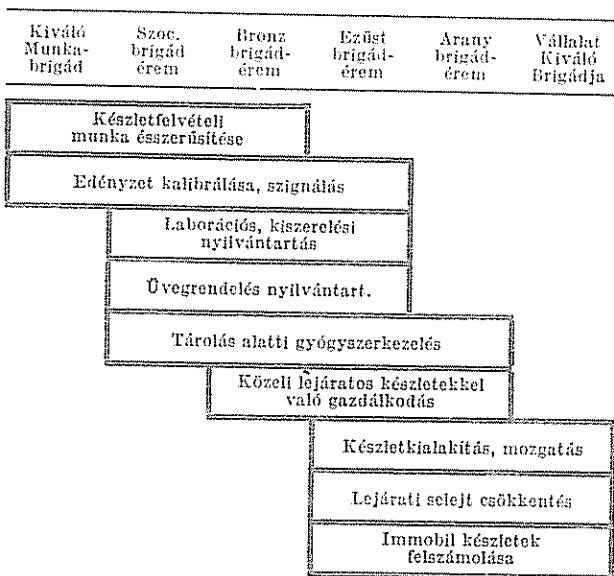 Kiváló Munka- brigád
Szoc. brigád érem
Bronz brigád- érem
Ezüst brigád- érem
Arany brigád- érem
Vállalat Kiváló Brigádja
Készletfelvételi
munka ésszerűsítése
Edényzet kalibrálása, szignálás
Laborációs, kiszerelési
nyilvántartás
Üvegrendelés nyilvántart.
Tárolás alatti gyógyszerkezelés
Közeli lejáratos készletekkel
való gazdálkodás
Készletkialakítás, mozgatás
Lejárati selejt csökkentés
Immobil készletek
felszámolása